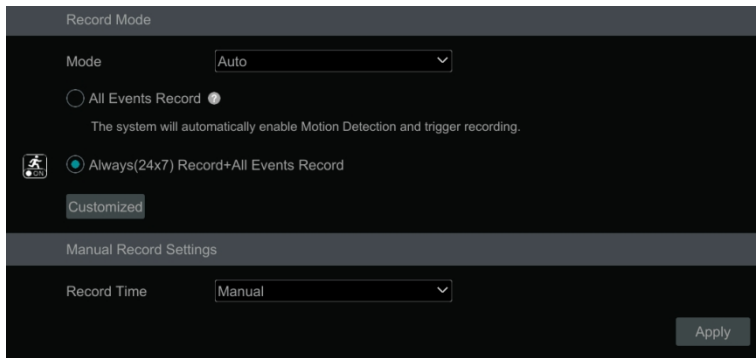 Record Mode
Mode Auto
All Events Record ?
The system will automatically enable Motion Detection and trigger recording.
ON Always(24x7) Record+All Events Record
Customized
Manual Record Settings
Record Time Manual
Apply